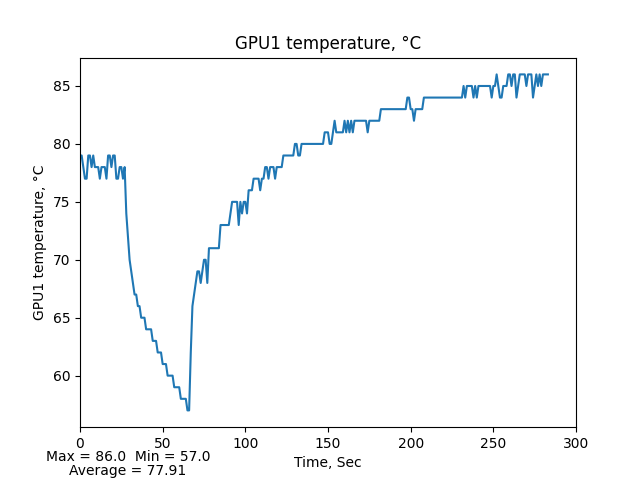 GPU1 temperature, °C
GPU1 temperature, °C
85
80
75
70
65
60
0 50 100 150 200 250 300
Time, Sec
Max = 86.0 Min = 57.0
Average = 77.91